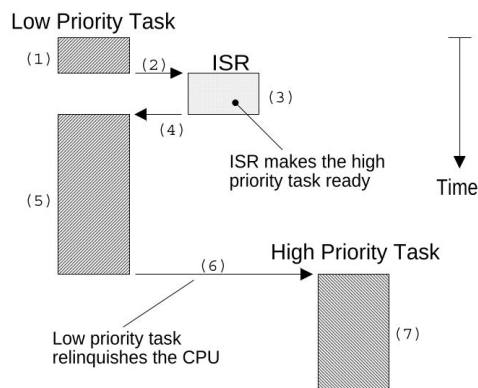 Low Priority Task
(1)
(2)
ISR
(3)
(4)
ISR makes the high
priority task ready
Time
(5)
High Priority Task
(6)
Low priority task
relinquishes the CPU
(7)